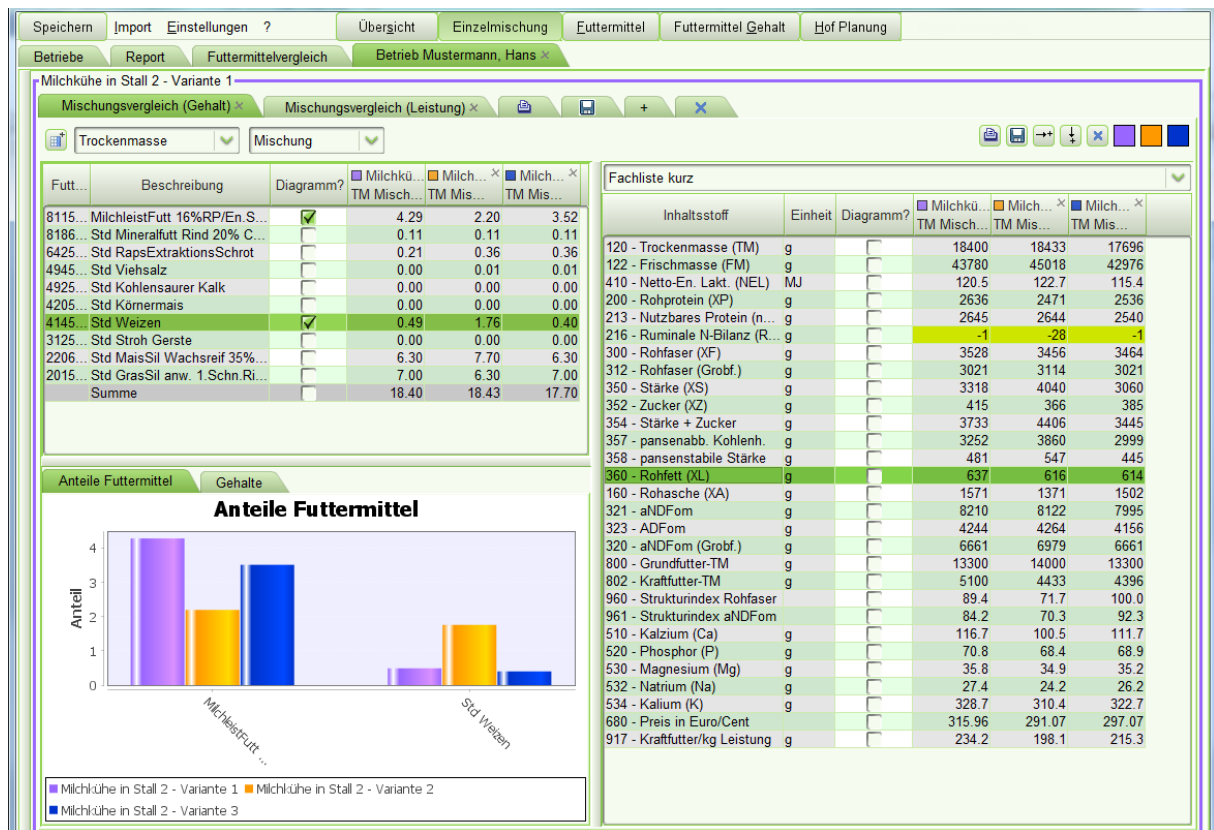 Speichern Import Einstellungen ? Übersicht Einzelmischung Futtermittel Futtermittel Gehalt Hof Planung
Betriebe Report Futtermittelvergleich Betrieb Mustermann, Hans ×
Milchkühe in Stall 2 - Variante 1
Mischungsvergleich (Gehalt) × Mischungsvergleich (Leistung) × +
Trockenmasse Mischung
Futt... Beschreibung Diagramm? Milchkü... Milch... × Milch... ×
TM Misch... TM Mis... TM Mis...
8115... MilchleistFutt 16%RP/En.S... 4.29 2.20 3.52
8186... Std Mineralfutt Rind 20% C... 0.11 0.11 0.11
6425... Std RapsExtraktionsSchrot 0.21 0.36 0.36
4945... Std Viehsalz 0.00 0.01 0.01
4925... Std Kohlensaurer Kalk 0.00 0.00 0.00
4205... Std Körnermais 0.00 0.00 0.00
4145... Std Weizen 0.49 1.76 0.40
3125... Std Stroh Gerste 0.00 0.00 0.00
2206... Std MaisSil Wachsreif 35%... 6.30 7.70 6.30
2015... Std GrasSil anw. 1.Schn.Ri... 7.00 6.30 7.00
Summe 18.40 18.43 17.70
Anteile Futtermittel Gehalte
Anteile Futtermittel
Anteil
4
3
2
1
0
MilchleistFutt ...
Std Weizen
Milchkühe in Stall 2 - Variante 1 Milchkühe in Stall 2 - Variante 2
Milchkühe in Stall 2 - Variante 3
Fachliste kurz
Inhaltsstoff Einheit Diagramm? Milchkü... Milch... × Milch... ×
TM Misch... TM Mis... TM Mis...
120 - Trockenmasse (TM) g 18400 18433 17696
122 - Frischmasse (FM) g 43780 45018 42976
410 - Netto-En. Lakt. (NEL) MJ 120.5 122.7 115.4
200 - Rohprotein (XP) g 2636 2471 2536
213 - Nutzbares Protein (n... g 2645 2644 2540
216 - Ruminale N-Bilanz (R... g -1 -28 -1
300 - Rohfaser (XF) g 3528 3456 3464
312 - Rohfaser (Grobf.) g 3021 3114 3021
350 - Stärke (XS) g 3318 4040 3060
352 - Zucker (XZ) g 415 366 385
354 - Stärke + Zucker g 3733 4406 3445
357 - pansenabb. Kohlenh. g 3252 3860 2999
358 - pansenstabile Stärke g 481 547 445
360 - Rohfett (XL) g 637 616 614
160 - Rohasche (XA) g 1571 1371 1502
321 - aNDFom g 8210 8122 7995
323 - ADFom g 4244 4264 4156
320 - aNDFom (Grobf.) g 6661 6979 6661
800 - Grundfutter-TM g 13300 14000 13300
802 - Kraftfutter-TM g 5100 4433 4396
960 - Strukturindex Rohfaser 89.4 71.7 100.0
961 - Strukturindex aNDFom 84.2 70.3 92.3
510 - Kalzium (Ca) g 116.7 100.5 111.7
520 - Phosphor (P) g 70.8 68.4 68.9
530 - Magnesium (Mg) g 35.8 34.9 35.2
532 - Natrium (Na) g 27.4 24.2 26.2
534 - Kalium (K) g 328.7 310.4 322.7
680 - Preis in Euro/Cent 315.96 291.07 297.07
917 - Kraftfutter/kg Leistung g 234.2 198.1 215.3